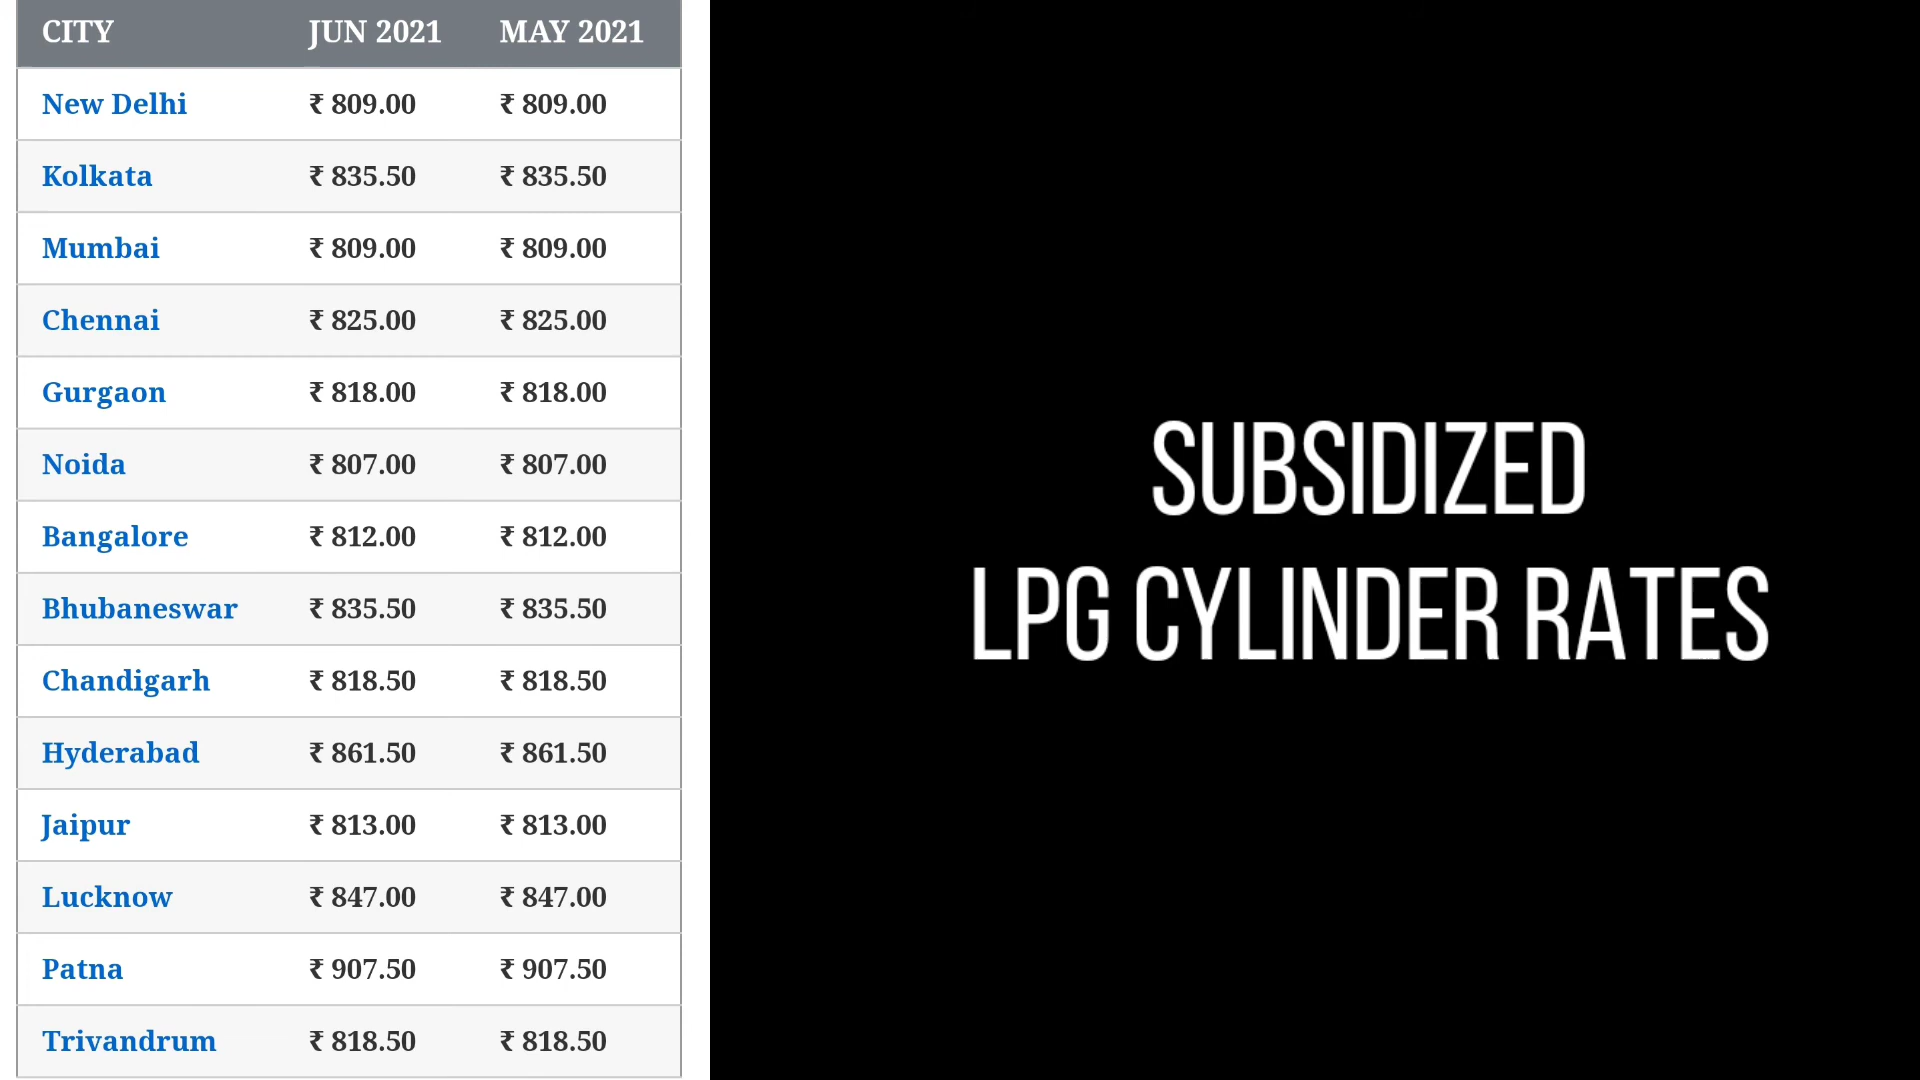 CITY JUN 2021 MAY 2021
New Delhi ₹ 809.00 ₹ 809.00
Kolkata ₹ 835.50 ₹ 835.50
Mumbai ₹ 809.00 ₹ 809.00
Chennai ₹ 825.00 ₹ 825.00
Gurgaon ₹ 818.00 ₹ 818.00
Noida ₹ 807.00 ₹ 807.00
Bangalore ₹ 812.00 ₹ 812.00
Bhubaneswar ₹ 835.50 ₹ 835.50
Chandigarh ₹ 818.50 ₹ 818.50
Hyderabad ₹ 861.50 ₹ 861.50
Jaipur ₹ 813.00 ₹ 813.00
Lucknow ₹ 847.00 ₹ 847.00
Patna ₹ 907.50 ₹ 907.50
Trivandrum ₹ 818.50 ₹ 818.50
SUBSIDIZED
LPG CYLINDER RATES